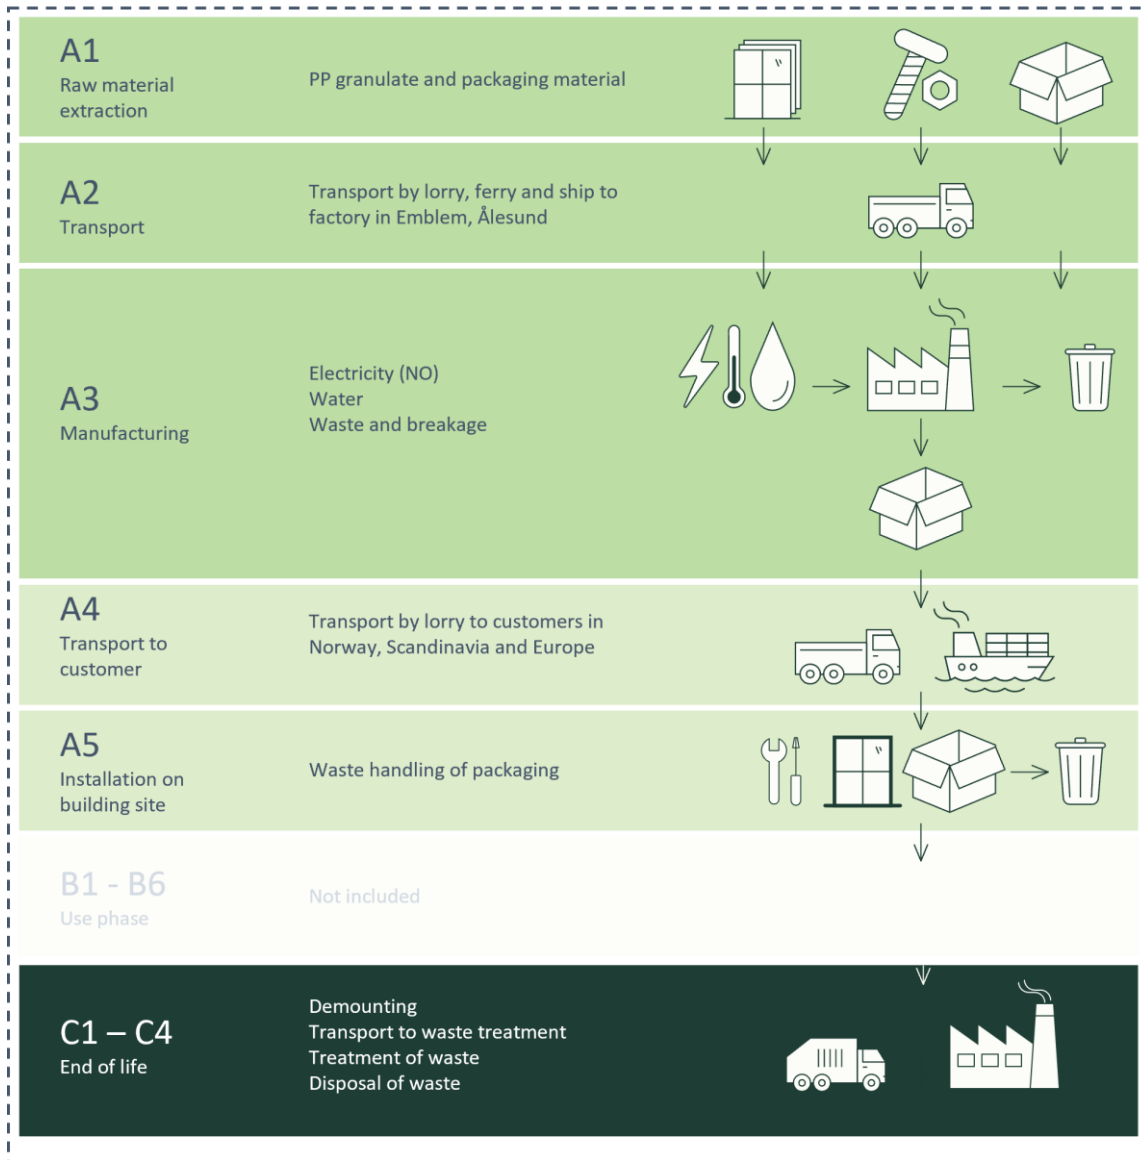 A1
Raw material
extraction
PP granulate and packaging material
A2
Transport
Transport by lorry, ferry and ship to
factory in Emblem, Ålesund
A3
Manufacturing
Electricity (NO)
Water
Waste and breakage
A4
Transport to
customer
Transport by lorry to customers in
Norway, Scandinavia and Europe
A5
Installation on
building site
Waste handling of packaging
B1 - B6
Use phase
Not included
C1 – C4
End of life
Demounting
Transport to waste treatment
Treatment of waste
Disposal of waste